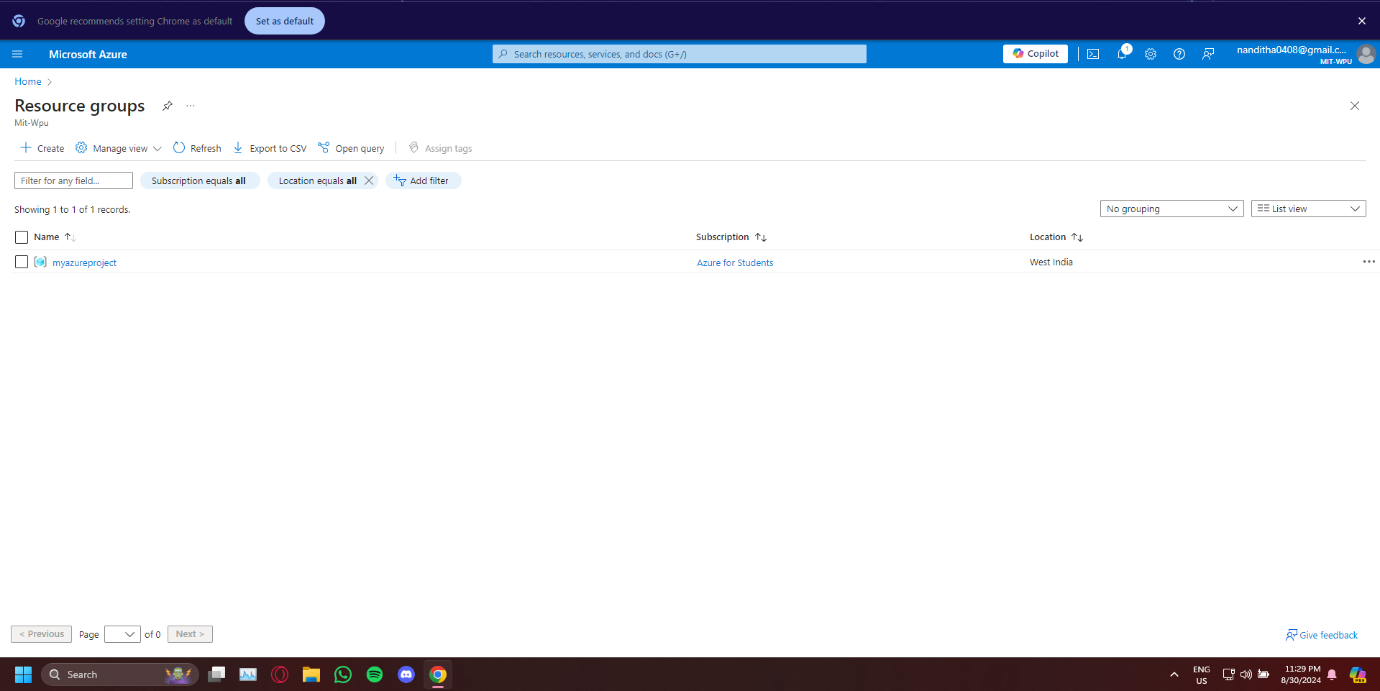 Google recommends setting Chrome as default
Set as default
Microsoft Azure
Search resources, services, and docs (G+/)
Copilot
1
nanditha0408@gmail.c...
MIT-WPU
Home
Resource groups
...
Mit-Wpu
Create
Manage view
Refresh
Export to CSV
Open query
Assign tags
Filter for any field...
Subscription equals all
Location equals all
Add filter
Showing 1 to 1 of 1 records.
No grouping
List view
Name
Subscription
Location
myazureproject
Azure for Students
West India
< Previous
Page
of 0
Next >
Give feedback
Search
ENG
US
11:29 PM
8/30/2024